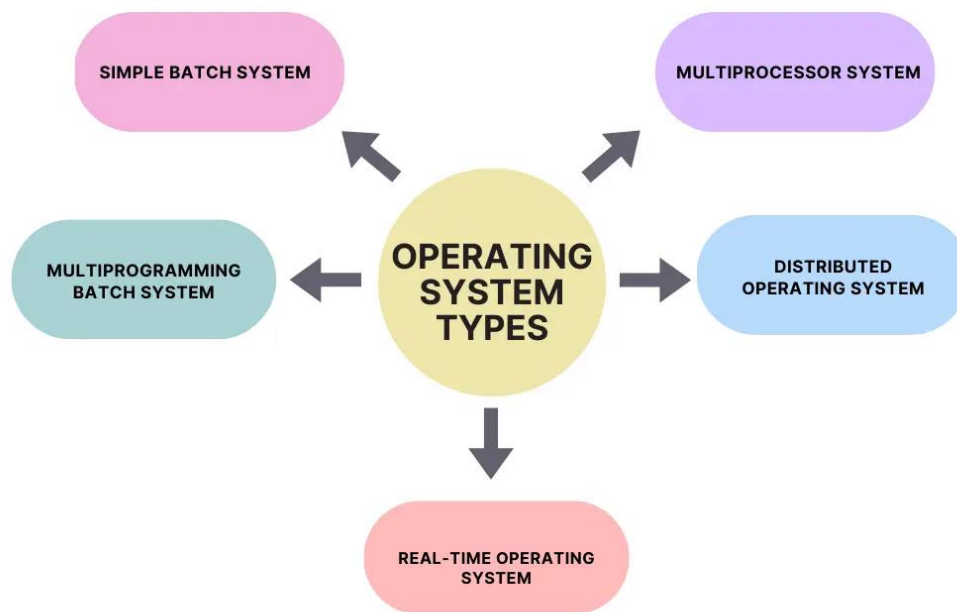 SIMPLE BATCH SYSTEM
MULTIPROCESSOR SYSTEM
OPERATING
SYSTEM
TYPES
MULTIPROGRAMMING
BATCH SYSTEM
DISTRIBUTED
OPERATING SYSTEM
REAL-TIME OPERATING
SYSTEM